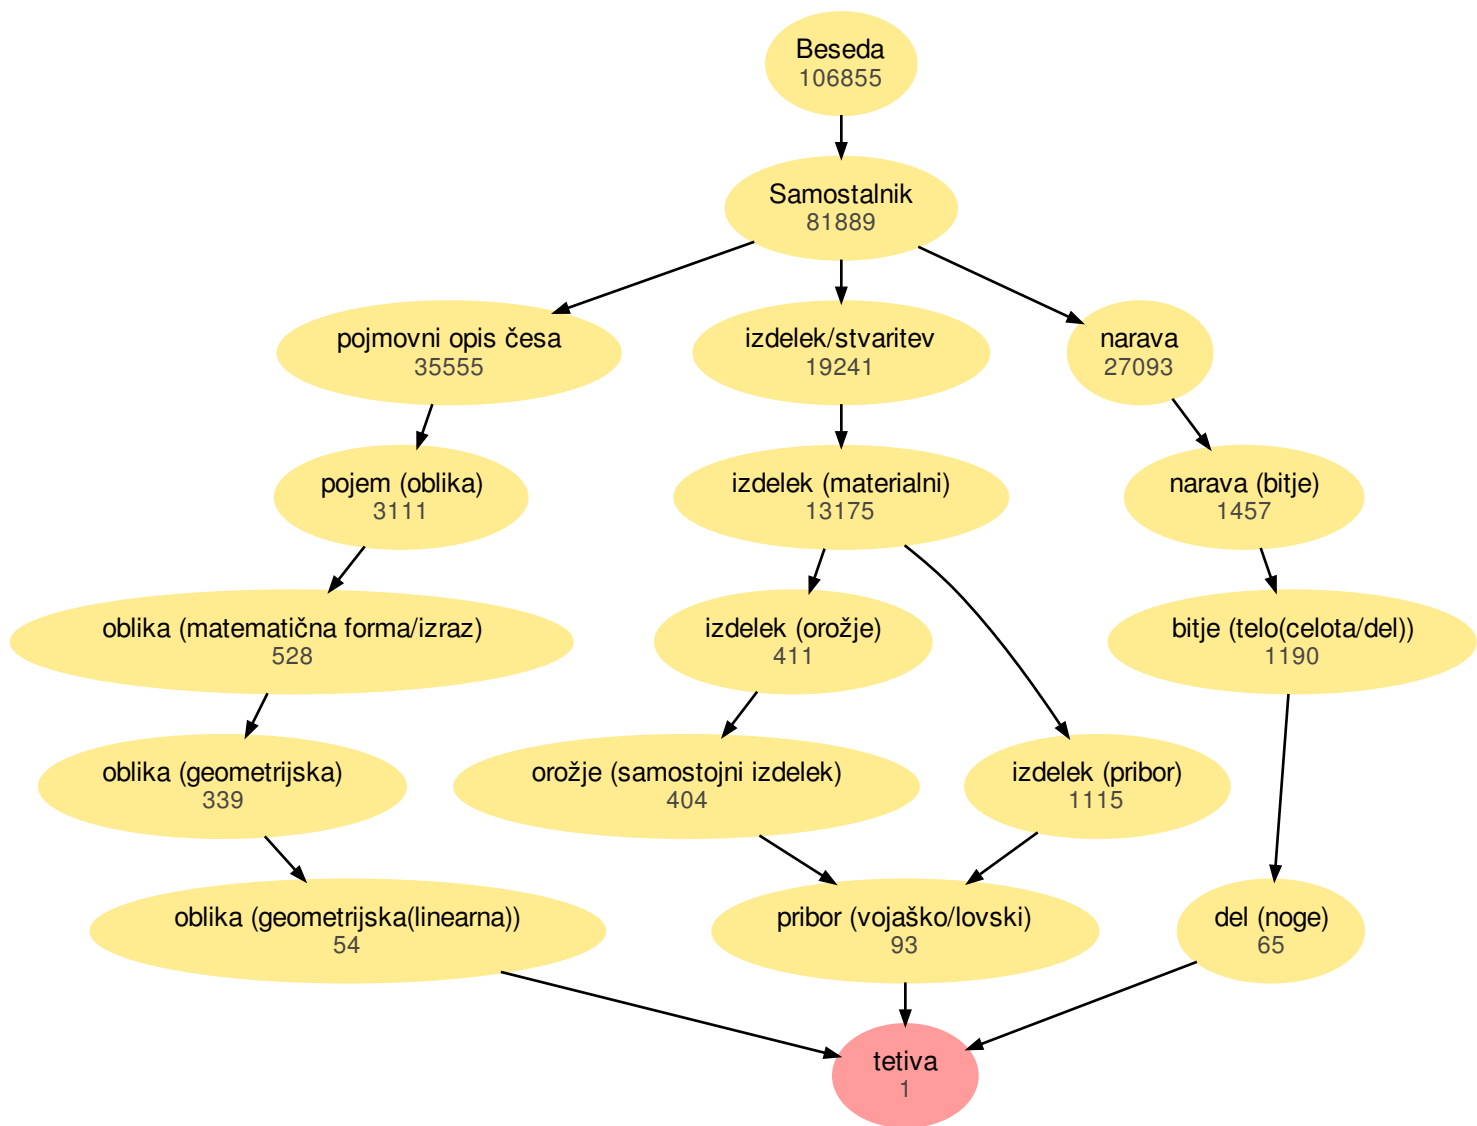 Beseda
106855
Samostalnik
81889
pojmovni opis česa
35555
izdelek/stvaritev
19241
narava
27093
pojem (oblika)
3111
izdelek (materialni)
13175
narava (bitje)
1457
oblika (matematična forma/izraz)
528
izdelek (orožje)
411
bitje (telo(celota/del))
1190
oblika (geometrijska)
339
orožje (samostojni izdelek)
404
izdelek (pribor)
1115
oblika (geometrijska(linearna))
54
pribor (vojaško/lovski)
93
del (noge)
65
tetiva
1